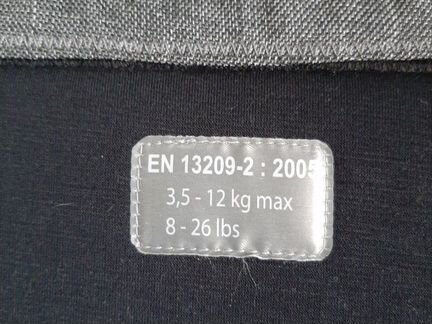 EN 13209-2 : 2005
3,5 - 12 kg max
8 - 26 lbs